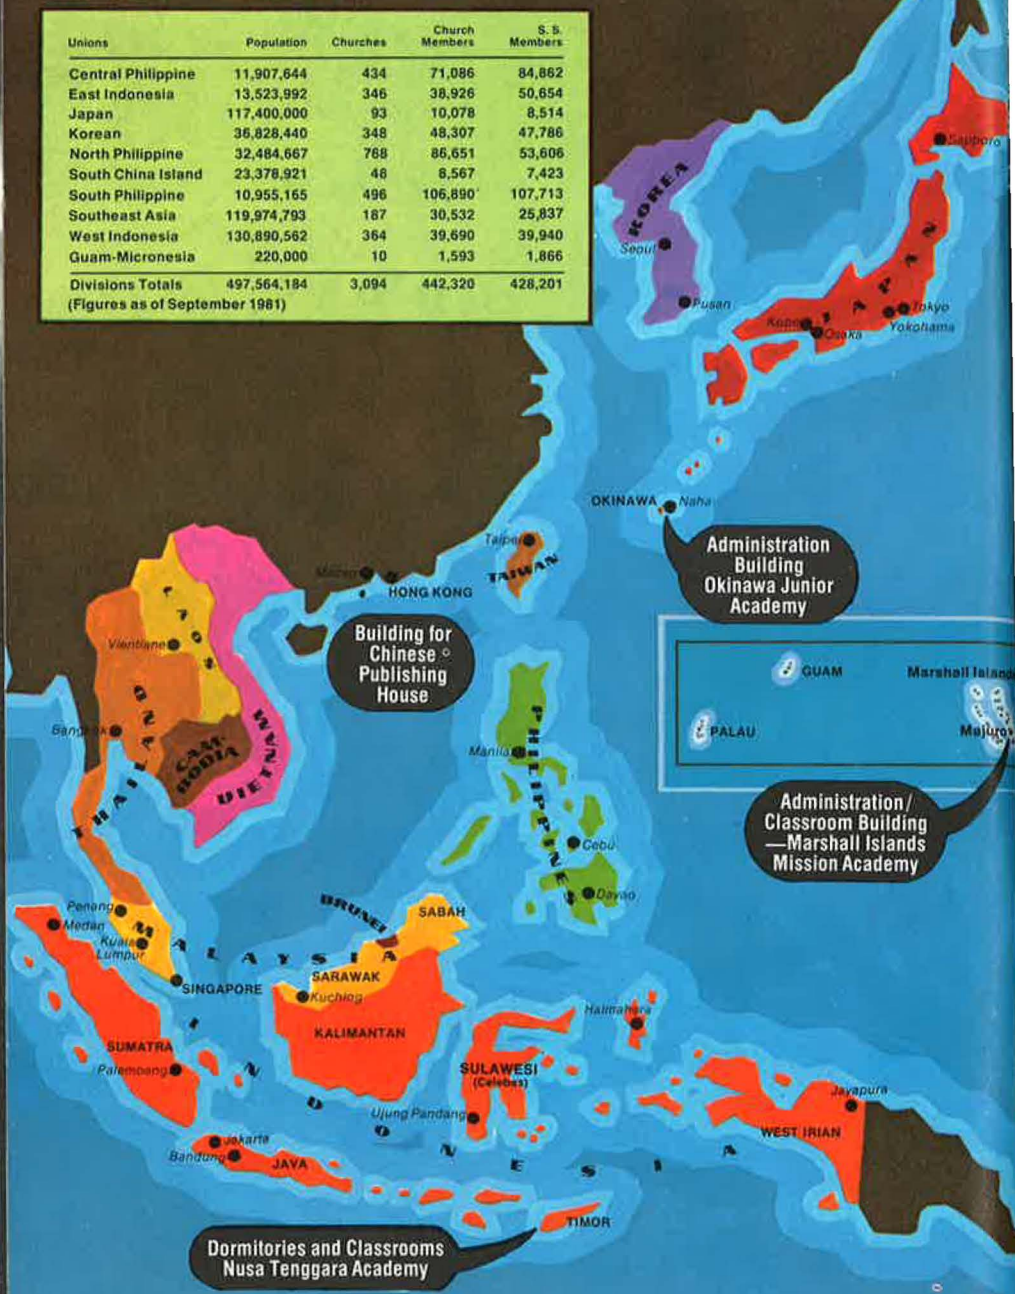 Unions Population Churches Church Members S. S. Members
Central Philippine 11,907,644 434 71,086 84,862
East Indonesia 13,523,992 346 38,926 50,654
Japan 117,400,000 93 10,078 8,514
Korean 36,828,440 348 48,307 47,786
North Philippine 32,484,667 768 86,651 53,606
South China Island 23,378,921 48 8,567 7,423
South Philippine 10,955,165 496 106,890 107,713
Southeast Asia 119,974,793 187 30,532 25,837
West Indonesia 130,890,562 364 39,690 39,940
Guam-Micronesia 220,000 10 1,593 1,866
Divisions Totals 497,564,184 3,094 442,320 428,201
(Figures as of September 1981)
Sapporo
KOREA
Seoul
Pusan
JAPAN
Kobe
Osaka
Tokyo
Yokohama
OKINAWA
Naha
Administration
Building
Okinawa Junior
Academy
Taipei
TAIWAN
Macao
HONG KONG
Building for
Chinese
Publishing
House
LAOS
Vientiane
THAILAND
Bangkok
CAM-
BODIA
VIETNAM
GUAM
Marshall Island
PALAU
Majuro
Administration/
Classroom Building
—Marshall Islands
Mission Academy
PHILIPPINES
Manila
Cebu
Davao
BRUNEI
SABAH
Penang
Medan
Kuala
Lumpur
MALAYSIA
SINGAPORE
SARAWAK
Kuching
KALIMANTAN
Halmahera
SUMATRA
Palembang
SULAWESI
(Celebes)
Ujung Pandang
INDONESIA
Jayapura
WEST IRIAN
Jakarta
Bandung
JAVA
TIMOR
Dormitories and Classrooms
Nusa Tenggara Academy